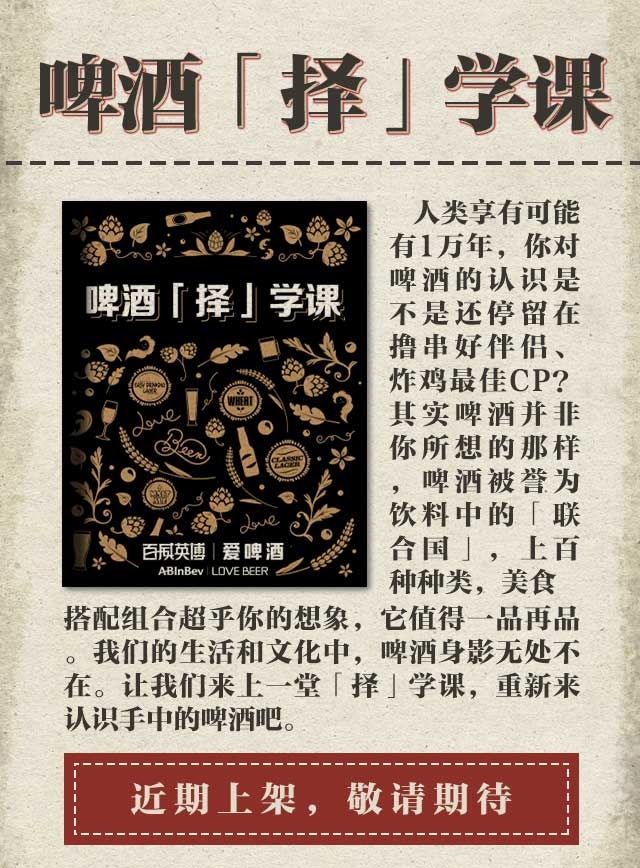 啤酒「择」学课
啤酒「择」学课
EASY DRINKING
LAGER
WHEAT
Love
Beer
CLASSIC
LAGER
Love
百威英博 | 爱啤酒
ABInBev | LOVE BEER
人类享有可能
有1万年，你对
啤酒的认识是
不是还停留在
撸串好伴侣、
炸鸡最佳CP？
其实啤酒并非
你所想的那样
，啤酒被誉为
饮料中的「联
合国」，上百
种种类，美食
搭配组合超乎你的想象，它值得一品再品
。我们的生活和文化中，啤酒身影无处不
在。让我们来上一堂「择」学课，重新来
认识手中的啤酒吧。
近期上架，敬请期待